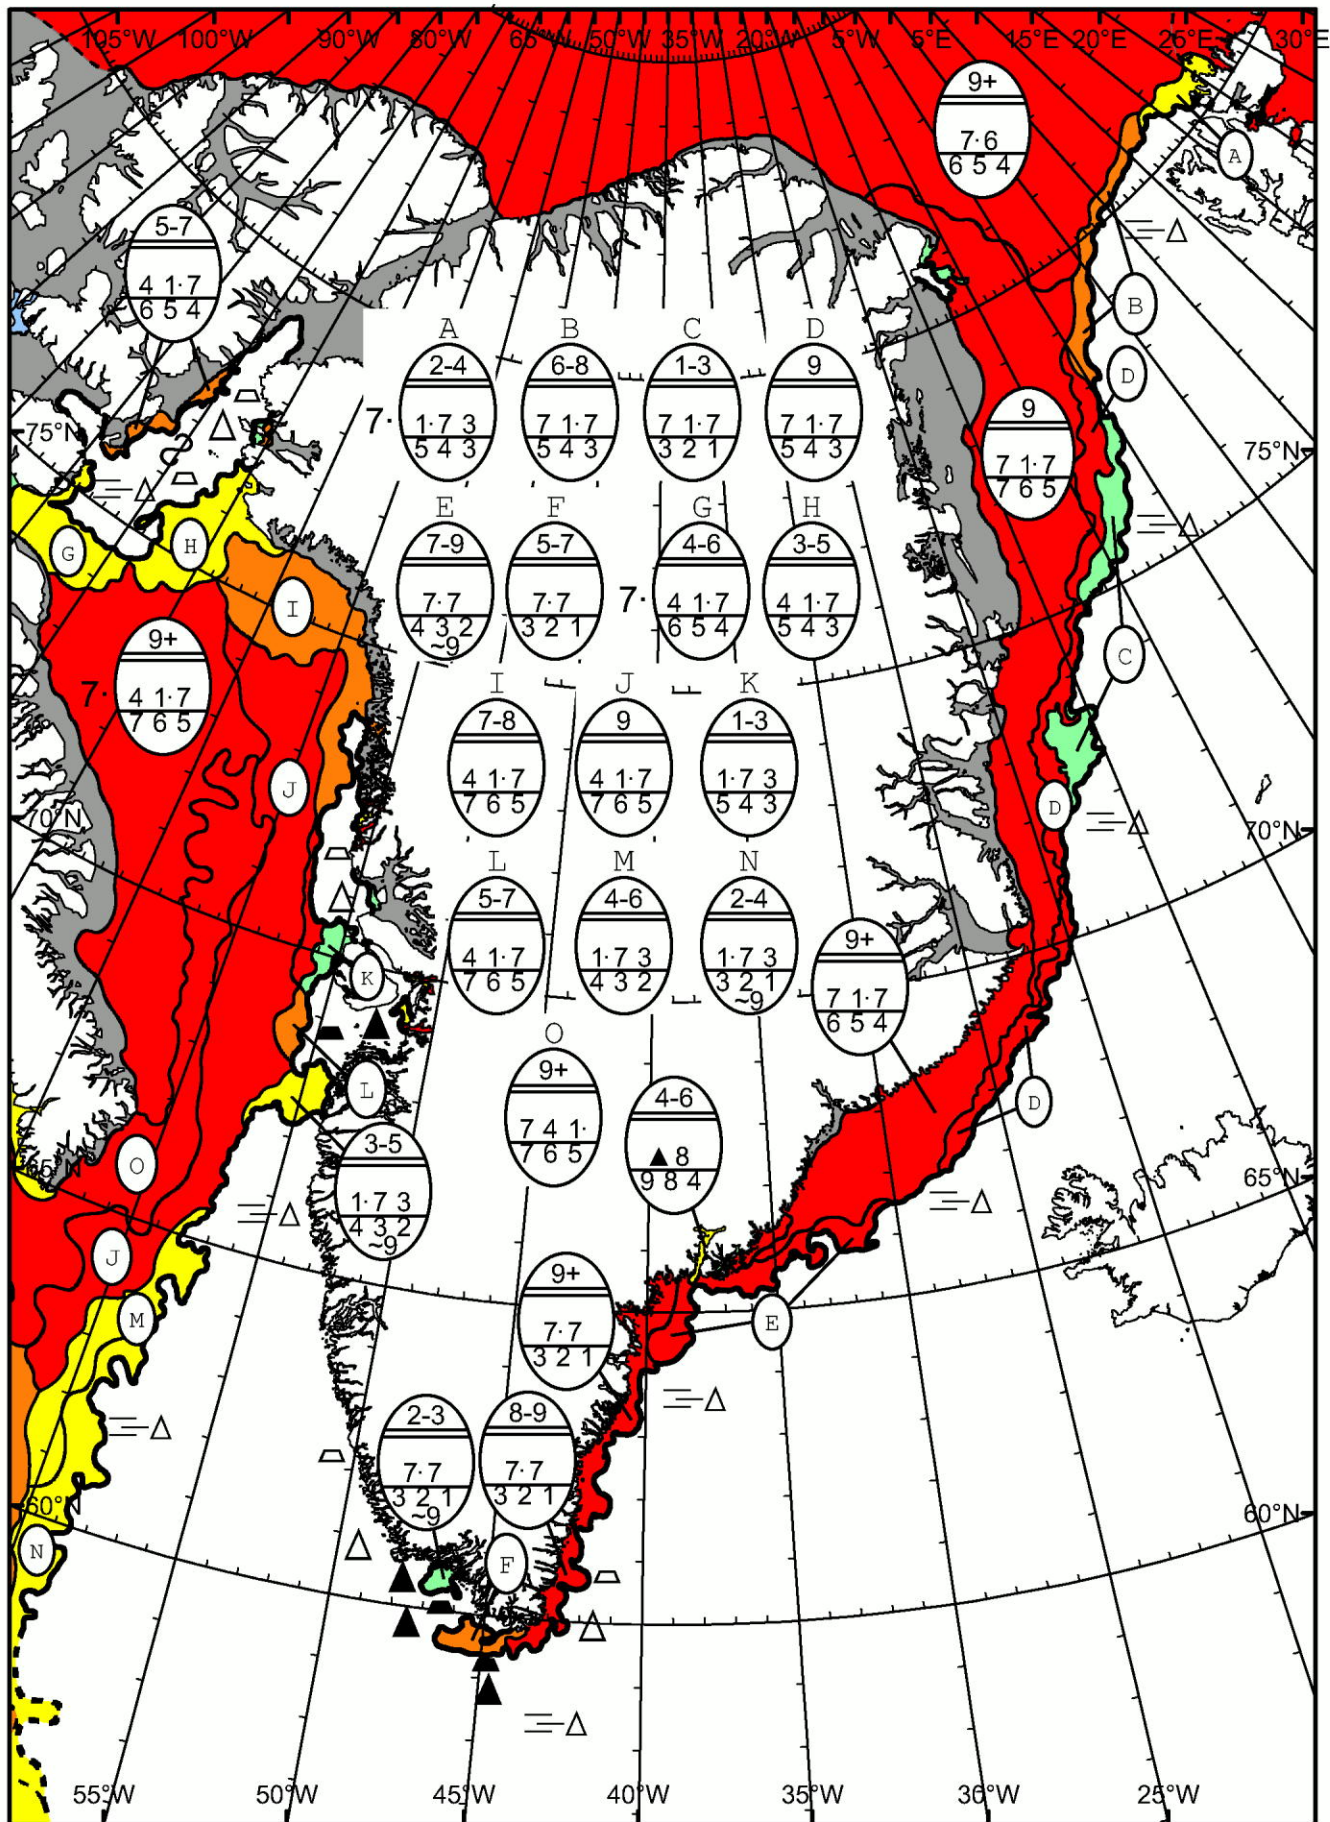 105°W 100°W 90°W 80°W 65°W 50°W 35°W 20°W 5°W 5°E 15°E 20°E 25°E 30°E
9+
7·6
6 5 4
A
5-7
4 1·7
6 5 4
B
D
A B C D
2-4 6-8 1-3 9
7· 1·7 3 7 1·7 7 1·7 7 1·7
5 4 3 5 4 3 3 2 1 5 4 3
9
7 1·7
7 6 5
75°N 75°N
E F G H
7-9 5-7 4-6 3-5
7·7 7·7 7· 4 1·7 4 1·7
4 3 2 3 2 1 6 5 4 5 4 3
~9
G H
I
C
9+
7· 4 1·7
7 6 5
I J K
7-8 9 1-3
4 1·7 4 1·7 1·7 3
7 6 5 7 6 5 5 4 3
J
D
70°N 70°N
L M N
5-7 4-6 2-4
4 1·7 1·7 3 1·7 3
7 6 5 4 3 2 3 2 1
~9
9+
7 1·7
6 5 4
K
L
D
O
9+
7 4 1·
7 6 5
4-6
8
9 8 4
3-5
1·7 3
4 3 2
~9
O
65°N 65°N
J
M
E
9+
7·7
3 2 1
2-3 8-9
7·7 7·7
3 2 1 3 2 1
~9
60°N 60°N
N
F
55°W 50°W 45°W 40°W 35°W 30°W 25°W